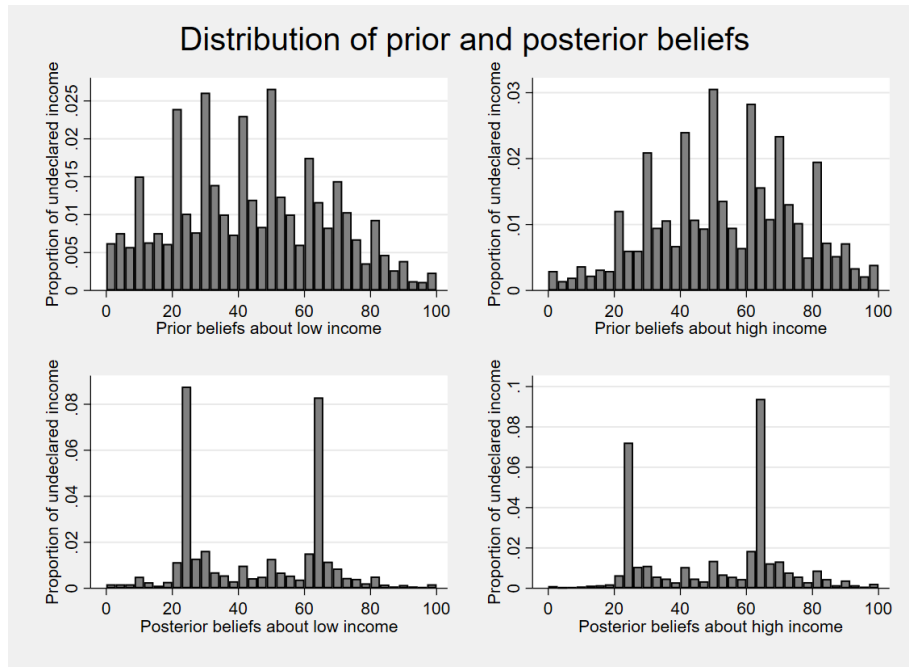 Distribution of prior and posterior beliefs
Proportion of undeclared income
0 .005 .01 .015 .02 .025
0 20 40 60 80 100
Prior beliefs about low income
Proportion of undeclared income
0 .01 .02 .03
0 20 40 60 80 100
Prior beliefs about high income
Proportion of undeclared income
0 .02 .04 .06 .08
0 20 40 60 80 100
Posterior beliefs about low income
Proportion of undeclared income
0 .02 .04 .06 .08 .1
0 20 40 60 80 100
Posterior beliefs about high income